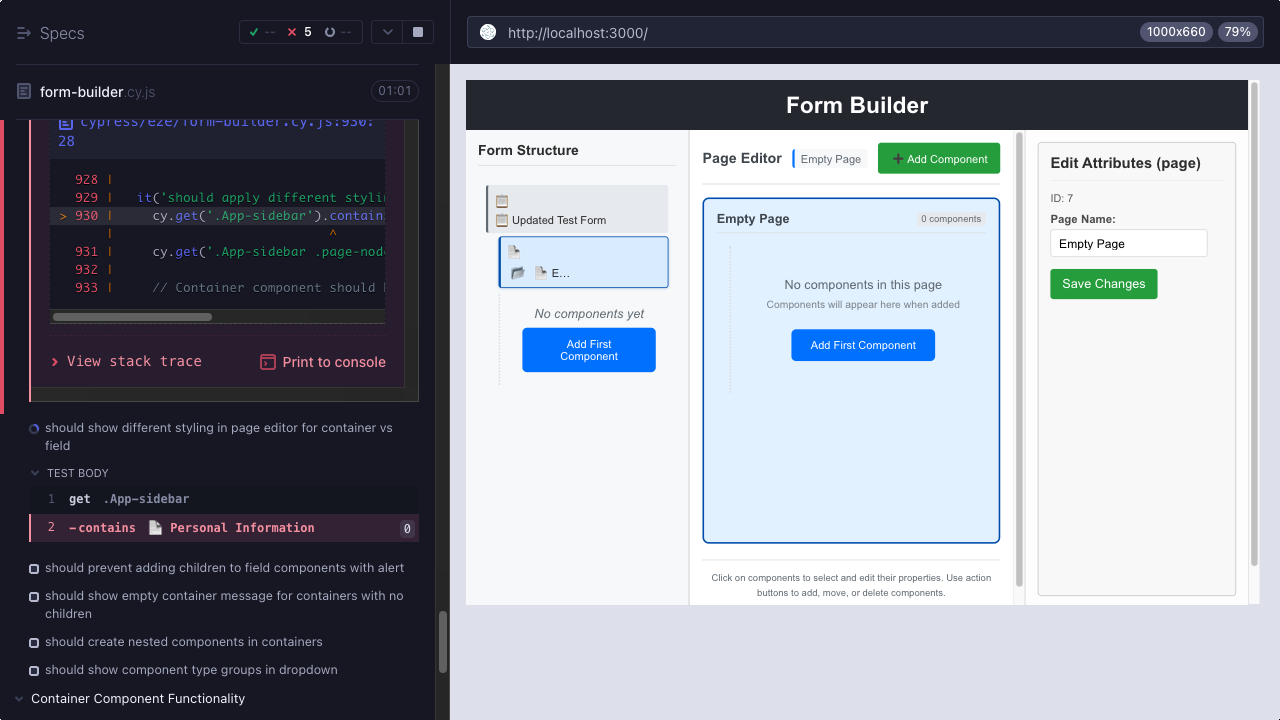 Specs
-- 5 --
form-builder.cy.js 01:01
cypress/e2e/form-builder.cy.js:930:
28
928 |
929 | it('should apply different stylin
> 930 | cy.get('.App-sidebar').contain
| ^
931 | cy.get('.App-sidebar .page-node
932 |
933 | // Container component should
View stack trace
Print to console
should show different styling in page editor for container vs
field
TEST BODY
1 get .App-sidebar
2 -contains Personal Information 0
should prevent adding children to field components with alert
should show empty container message for containers with no
children
should create nested components in containers
should show component type groups in dropdown
Container Component Functionality
http://localhost:3000/
1000x660
79%
Form Builder
Form Structure
Updated Test Form
E...
No components yet
Add First
Component
Page Editor
Empty Page
Add Component
Empty Page
0 components
No components in this page
Components will appear here when added
Add First Component
Click on components to select and edit their properties. Use action
buttons to add, move, or delete components.
Edit Attributes (page)
ID: 7
Page Name:
Empty Page
Save Changes